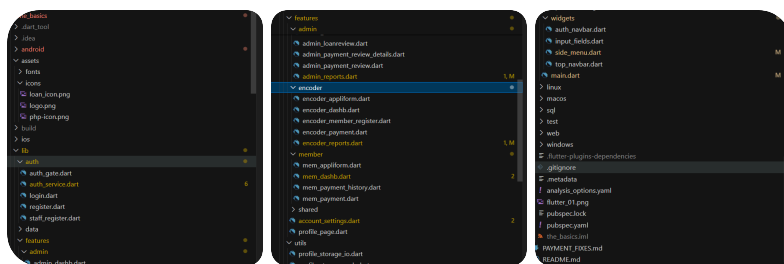 .dart_tool
.idea
android
assets
fonts
icons
loan_icon.png
logo.png
php-icon.png
build
ios
lib
auth
auth_gate.dart
auth_service.dart 6
login.dart
register.dart
staff_register.dart
data
features
admin
admin_dashb.dart
features
admin
admin_loanreview.dart
admin_payment_review_details.dart
admin_payment_review.dart
admin_reports.dart 1, M
encoder
encoder_appliform.dart
encoder_dashb.dart
encoder_member_register.dart
encoder_payment.dart
encoder_reports.dart 1, M
member
mem_appliform.dart
mem_dashb.dart 2
mem_payment_history.dart
mem_payment.dart
shared
account_settings.dart 2
profile_page.dart
utils
profile_storage_io.dart
widgets
auth_navbar.dart
input_fields.dart
side_menu.dart M
top_navbar.dart
main.dart M
linux
macos
sql
test
web
windows
.flutter-plugins-dependencies
.gitignore
.metadata
analysis_options.yaml
flutter_01.png
pubspec.lock
pubspec.yaml
the_basics.iml
PAYMENT_FIXES.md
README.md